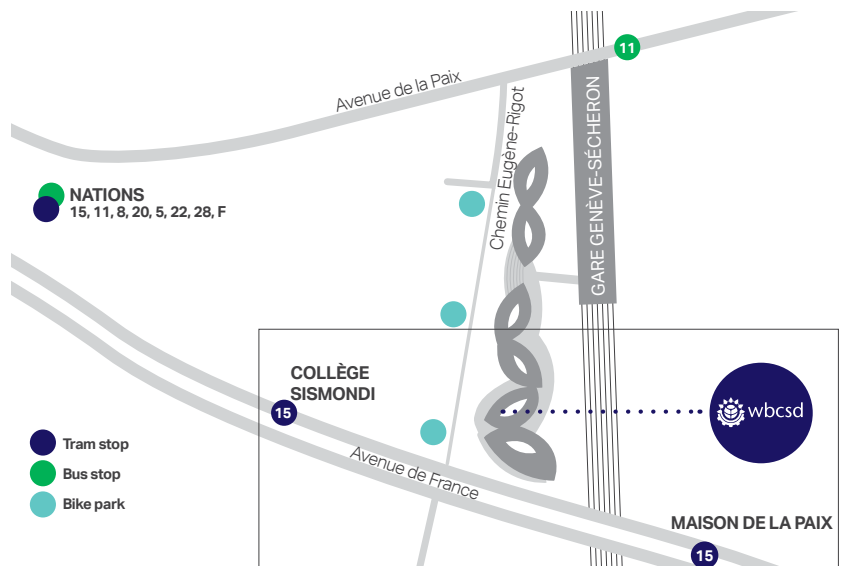 11
Avenue de la Paix
Chemin Eugène-Rigot
GARE GENÈVE-SÉCHERON
NATIONS
15, 11, 8, 20, 5, 22, 28, F
COLLÈGE
SISMONDI
15
wbcsd
Tram stop
Bus stop
Bike park
Avenue de France
MAISON DE LA PAIX
15